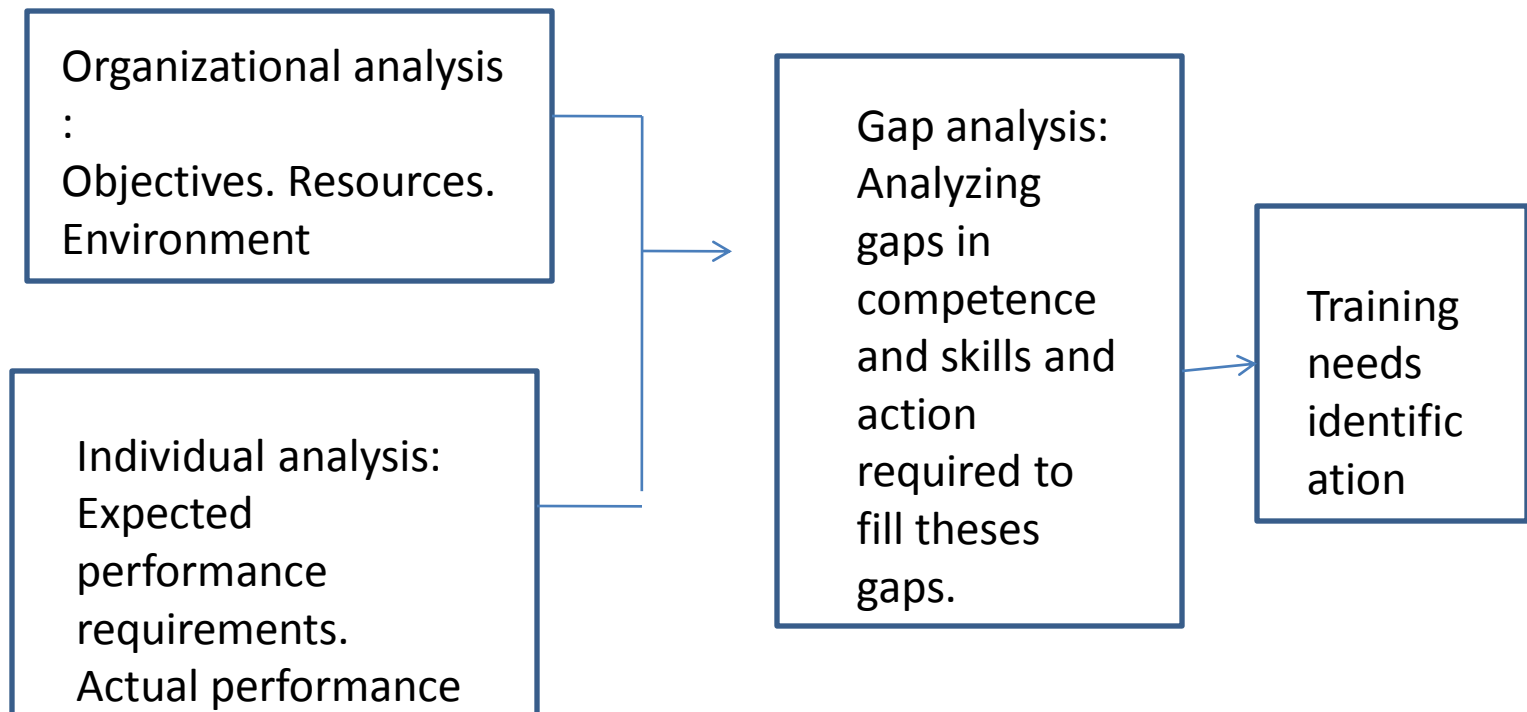 Organizational analysis
:
Objectives. Resources.
Environment
Individual analysis:
Expected
performance
requirements.
Actual performance
Gap analysis:
Analyzing
gaps in
competence
and skills and
action
required to
fill theses
gaps.
Training
needs
identific
ation